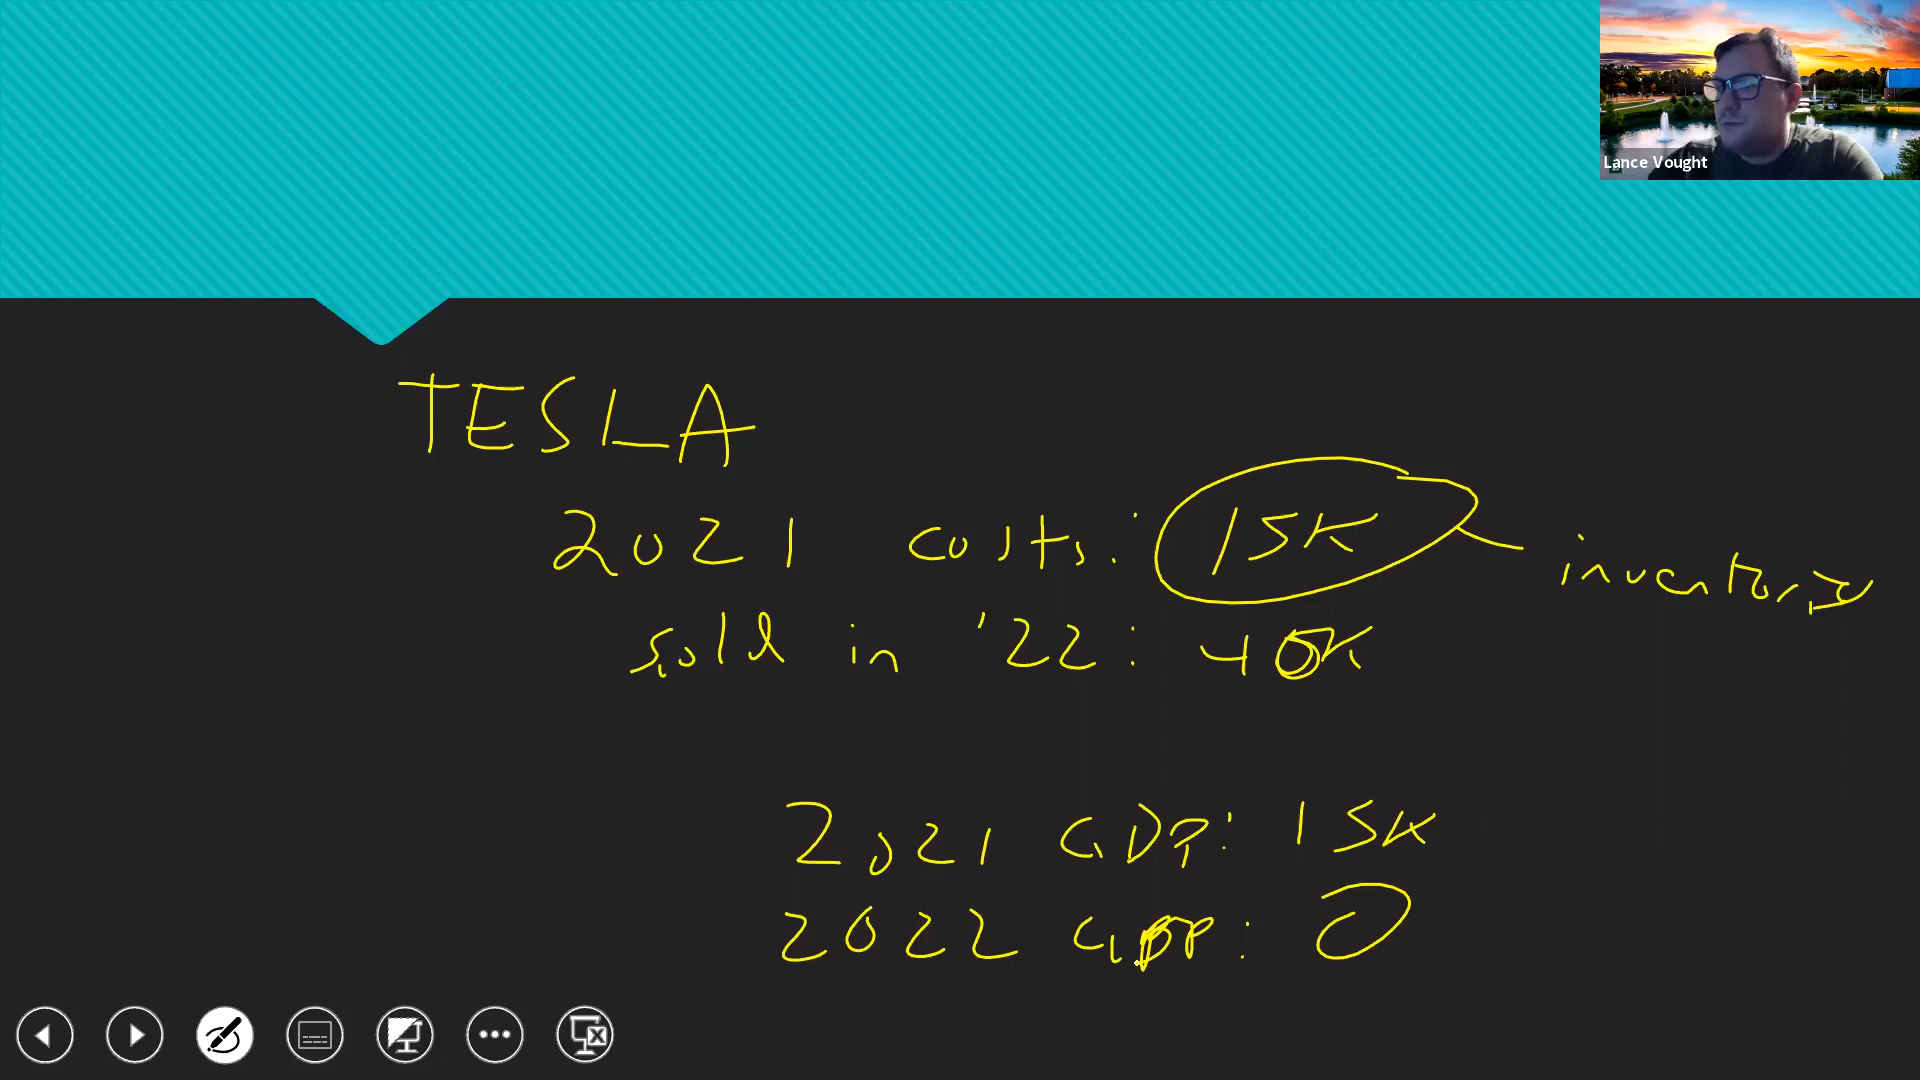 Lance Vought
TESLA
2021 costs: 15K
inventory
sold in '22: 40K
2021 GDP: 15K
2022 GDP: 0